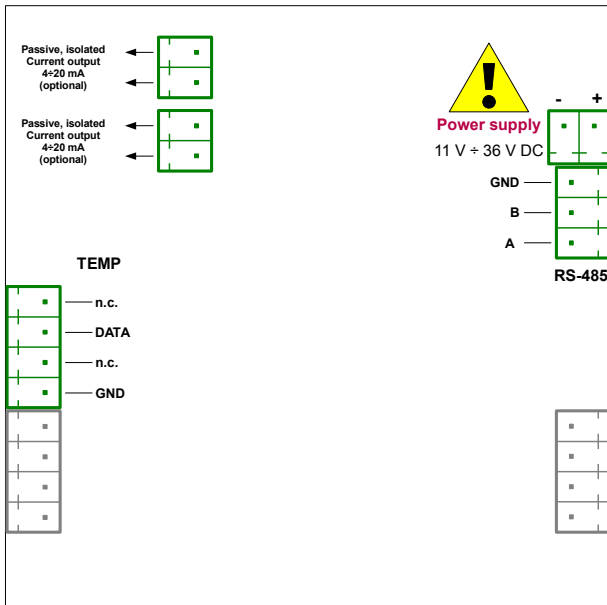 Passive, isolated
Current output
4÷20 mA
(optional)
Passive, isolated
Current output
4÷20 mA
(optional)
- +
Power supply
11 V ÷ 36 V DC
GND
B
A
RS-485
TEMP
n.c.
DATA
n.c.
GND